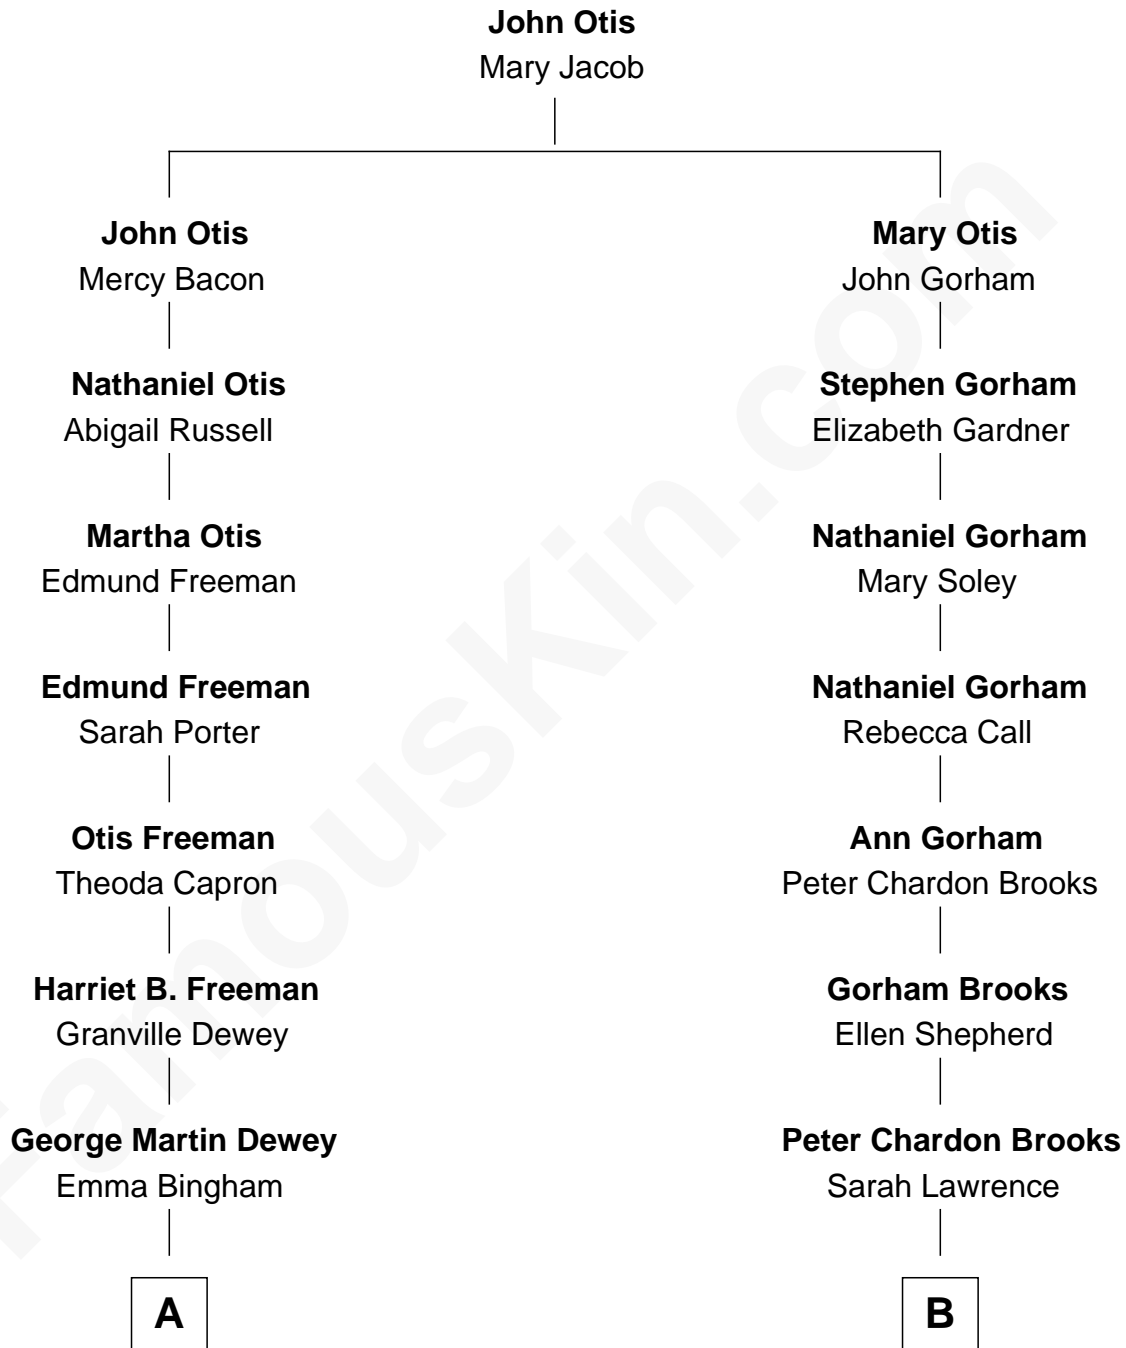 John Otis
Mary Jacob
John Otis
Mercy Bacon
Mary Otis
John Gorham
Nathaniel Otis
Abigail Russell
Stephen Gorham
Elizabeth Gardner
Martha Otis
Edmund Freeman
Nathaniel Gorham
Mary Soley
Edmund Freeman
Sarah Porter
Nathaniel Gorham
Rebecca Call
Otis Freeman
Theoda Capron
Ann Gorham
Peter Chardon Brooks
Harriet B. Freeman
Granville Dewey
Gorham Brooks
Ellen Shepherd
George Martin Dewey
Emma Bingham
Peter Chardon Brooks
Sarah Lawrence
A
B
FamousKin.com